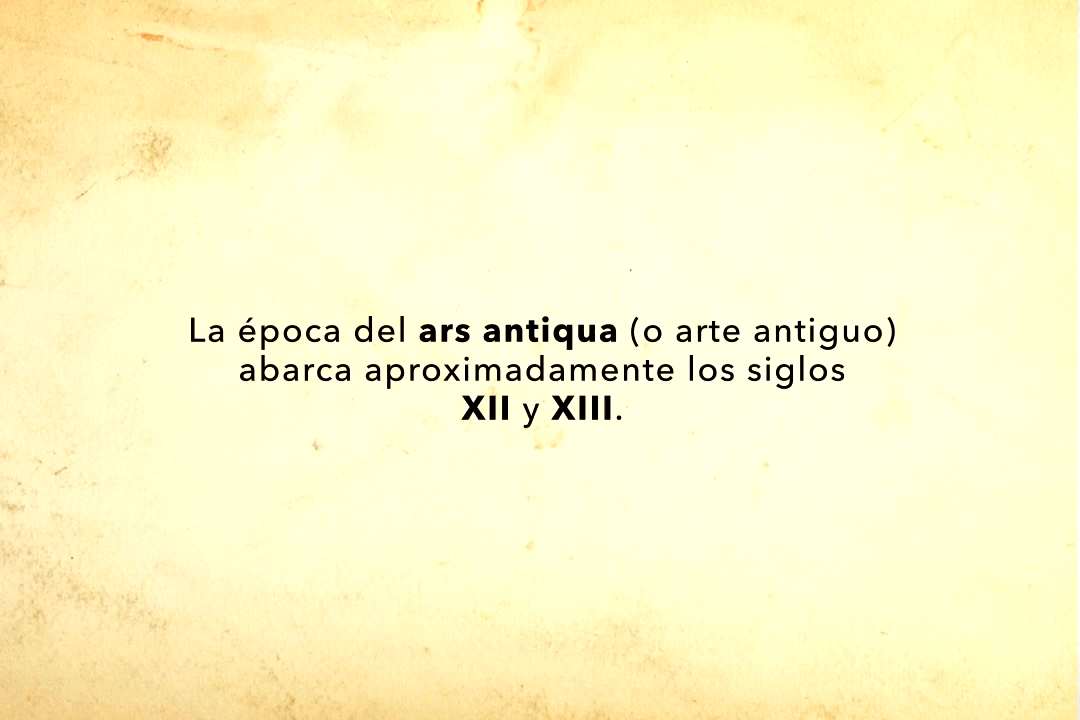 La época del ars antiqua (o arte antiguo)
abarca aproximadamente los siglos
XII y XIII.